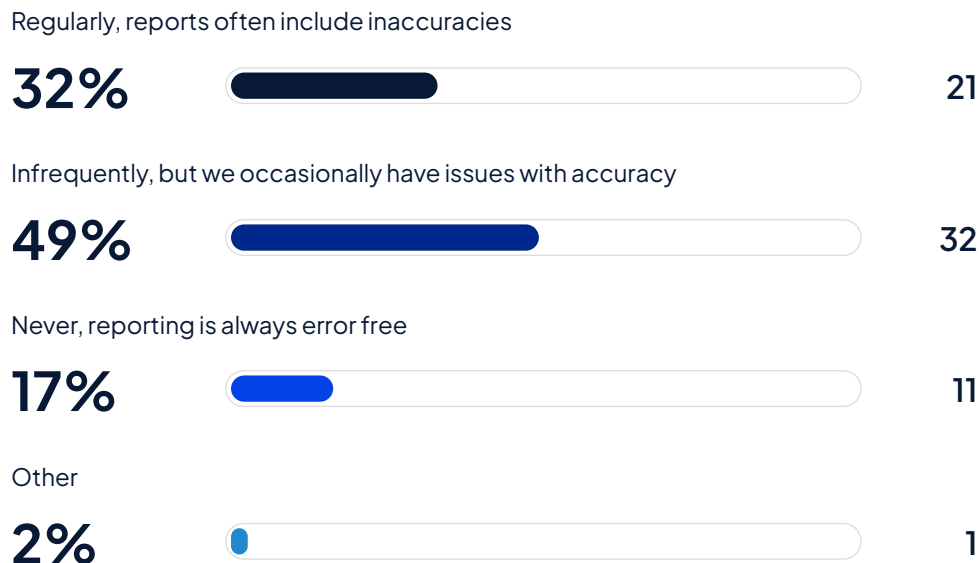 Regularly, reports often include inaccuracies
32% 21
Infrequently, but we occasionally have issues with accuracy
49% 32
Never, reporting is always error free
17% 11
Other
2% 1